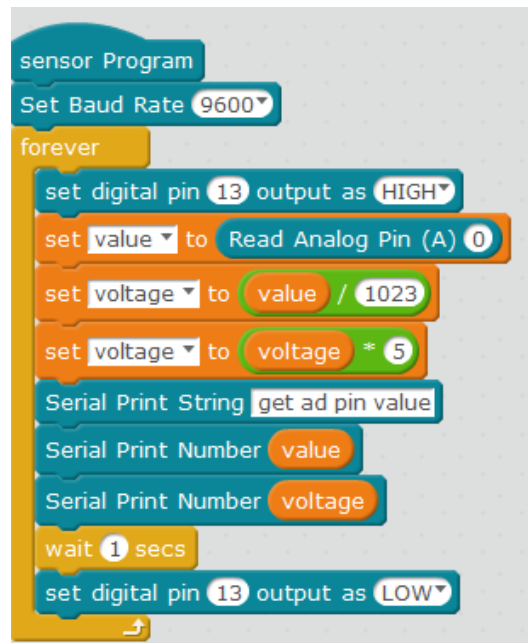 sensor Program
Set Baud Rate 9600
forever
set digital pin 13 output as HIGH
set value to Read Analog Pin (A) 0
set voltage to value / 1023
set voltage to voltage * 5
Serial Print String get ad pin value
Serial Print Number value
Serial Print Number voltage
wait 1 secs
set digital pin 13 output as LOW